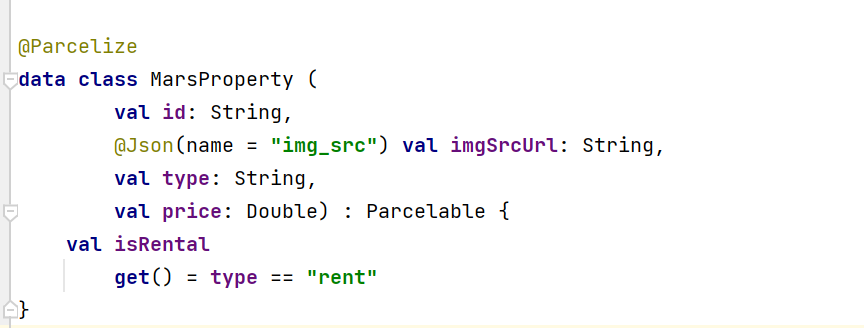 @Parcelize
data class MarsProperty (
        val id: String,
        @Json(name = "img_src") val imgSrcUrl: String,
        val type: String,
        val price: Double) : Parcelable {
    val isRental
        get() = type == "rent"
}